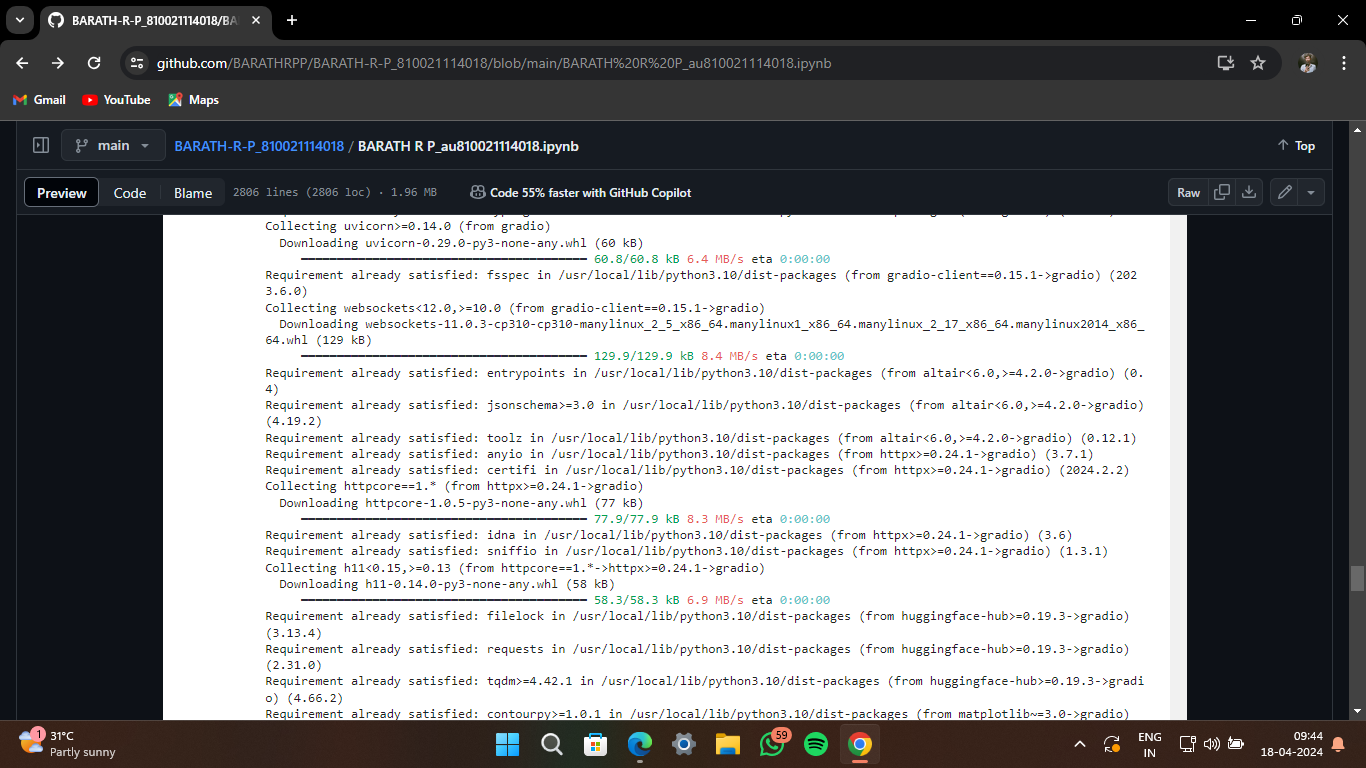 BARATH-R-P_810021114018/BA
github.com/BARATHRPP/BARATH-R-P_810021114018/blob/main/BARATH%20R%20P_au810021114018.ipynb
Gmail YouTube Maps
main BARATH-R-P_810021114018 / BARATH R P_au810021114018.ipynb Top
Preview Code Blame 2806 lines (2806 loc) · 1.96 MB Code 55% faster with GitHub Copilot Raw
Collecting uvicorn>=0.14.0 (from gradio)
Downloading uvicorn-0.29.0-py3-none-any.whl (60 kB)
60.8/60.8 kB 6.4 MB/s eta 0:00:00
Requirement already satisfied: fsspec in /usr/local/lib/python3.10/dist-packages (from gradio-client==0.15.1->gradio) (202
3.6.0)
Collecting websockets<12.0,>=10.0 (from gradio-client==0.15.1->gradio)
Downloading websockets-11.0.3-cp310-cp310-manylinux_2_5_x86_64.manylinux1_x86_64.manylinux_2_17_x86_64.manylinux2014_x86_
64.whl (129 kB)
129.9/129.9 kB 8.4 MB/s eta 0:00:00
Requirement already satisfied: entrypoints in /usr/local/lib/python3.10/dist-packages (from altair<6.0,>=4.2.0->gradio) (0.
4)
Requirement already satisfied: jsonschema>=3.0 in /usr/local/lib/python3.10/dist-packages (from altair<6.0,>=4.2.0->gradio)
(4.19.2)
Requirement already satisfied: toolz in /usr/local/lib/python3.10/dist-packages (from altair<6.0,>=4.2.0->gradio) (0.12.1)
Requirement already satisfied: anyio in /usr/local/lib/python3.10/dist-packages (from httpx>=0.24.1->gradio) (3.7.1)
Requirement already satisfied: certifi in /usr/local/lib/python3.10/dist-packages (from httpx>=0.24.1->gradio) (2024.2.2)
Collecting httpcore==1.* (from httpx>=0.24.1->gradio)
Downloading httpcore-1.0.5-py3-none-any.whl (77 kB)
77.9/77.9 kB 8.3 MB/s eta 0:00:00
Requirement already satisfied: idna in /usr/local/lib/python3.10/dist-packages (from httpx>=0.24.1->gradio) (3.6)
Requirement already satisfied: sniffio in /usr/local/lib/python3.10/dist-packages (from httpx>=0.24.1->gradio) (1.3.1)
Collecting h11<0.15,>=0.13 (from httpcore==1.*->httpx>=0.24.1->gradio)
Downloading h11-0.14.0-py3-none-any.whl (58 kB)
58.3/58.3 kB 6.9 MB/s eta 0:00:00
Requirement already satisfied: filelock in /usr/local/lib/python3.10/dist-packages (from huggingface-hub>=0.19.3->gradio)
(3.13.4)
Requirement already satisfied: requests in /usr/local/lib/python3.10/dist-packages (from huggingface-hub>=0.19.3->gradio)
(2.31.0)
Requirement already satisfied: tqdm>=4.42.1 in /usr/local/lib/python3.10/dist-packages (from huggingface-hub>=0.19.3->gradi
o) (4.66.2)
Requirement already satisfied: contourpy>=1.0.1 in /usr/local/lib/python3.10/dist-packages (from matplotlib~=3.0->gradio)
1 31°C
Partly sunny
59
ENG
IN
09:44
18-04-2024